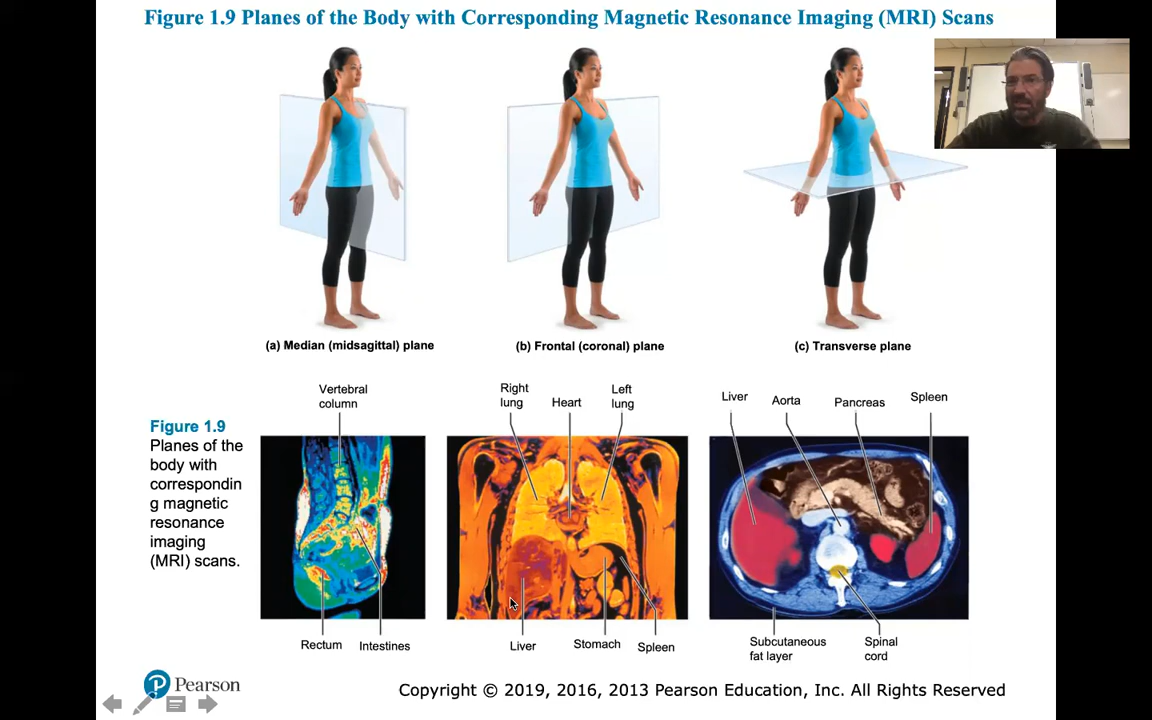 Figure 1.9 Planes of the Body with Corresponding Magnetic Resonance Imaging (MRI) Scans
(a) Median (midsagittal) plane
(b) Frontal (coronal) plane
(c) Transverse plane
Vertebral
column
Right
lung
Heart
Left
lung
Liver
Aorta
Pancreas
Spleen
Figure 1.9
Planes of the
body with
correspondin
g magnetic
resonance
imaging
(MRI) scans.
Rectum
Intestines
Liver
Stomach
Spleen
Subcutaneous
fat layer
Spinal
cord
P Pearson
Copyright © 2019, 2016, 2013 Pearson Education, Inc. All Rights Reserved